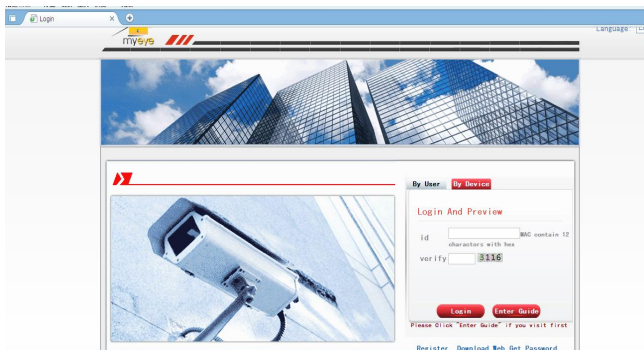 Login
Language:
myeye
By User By Device
Login And Preview
id MAC contain 12
characters with hex
verify 3116
Login Enter Guide
Please Click "Enter Guide" if you visit first
Register Download Web Get Password